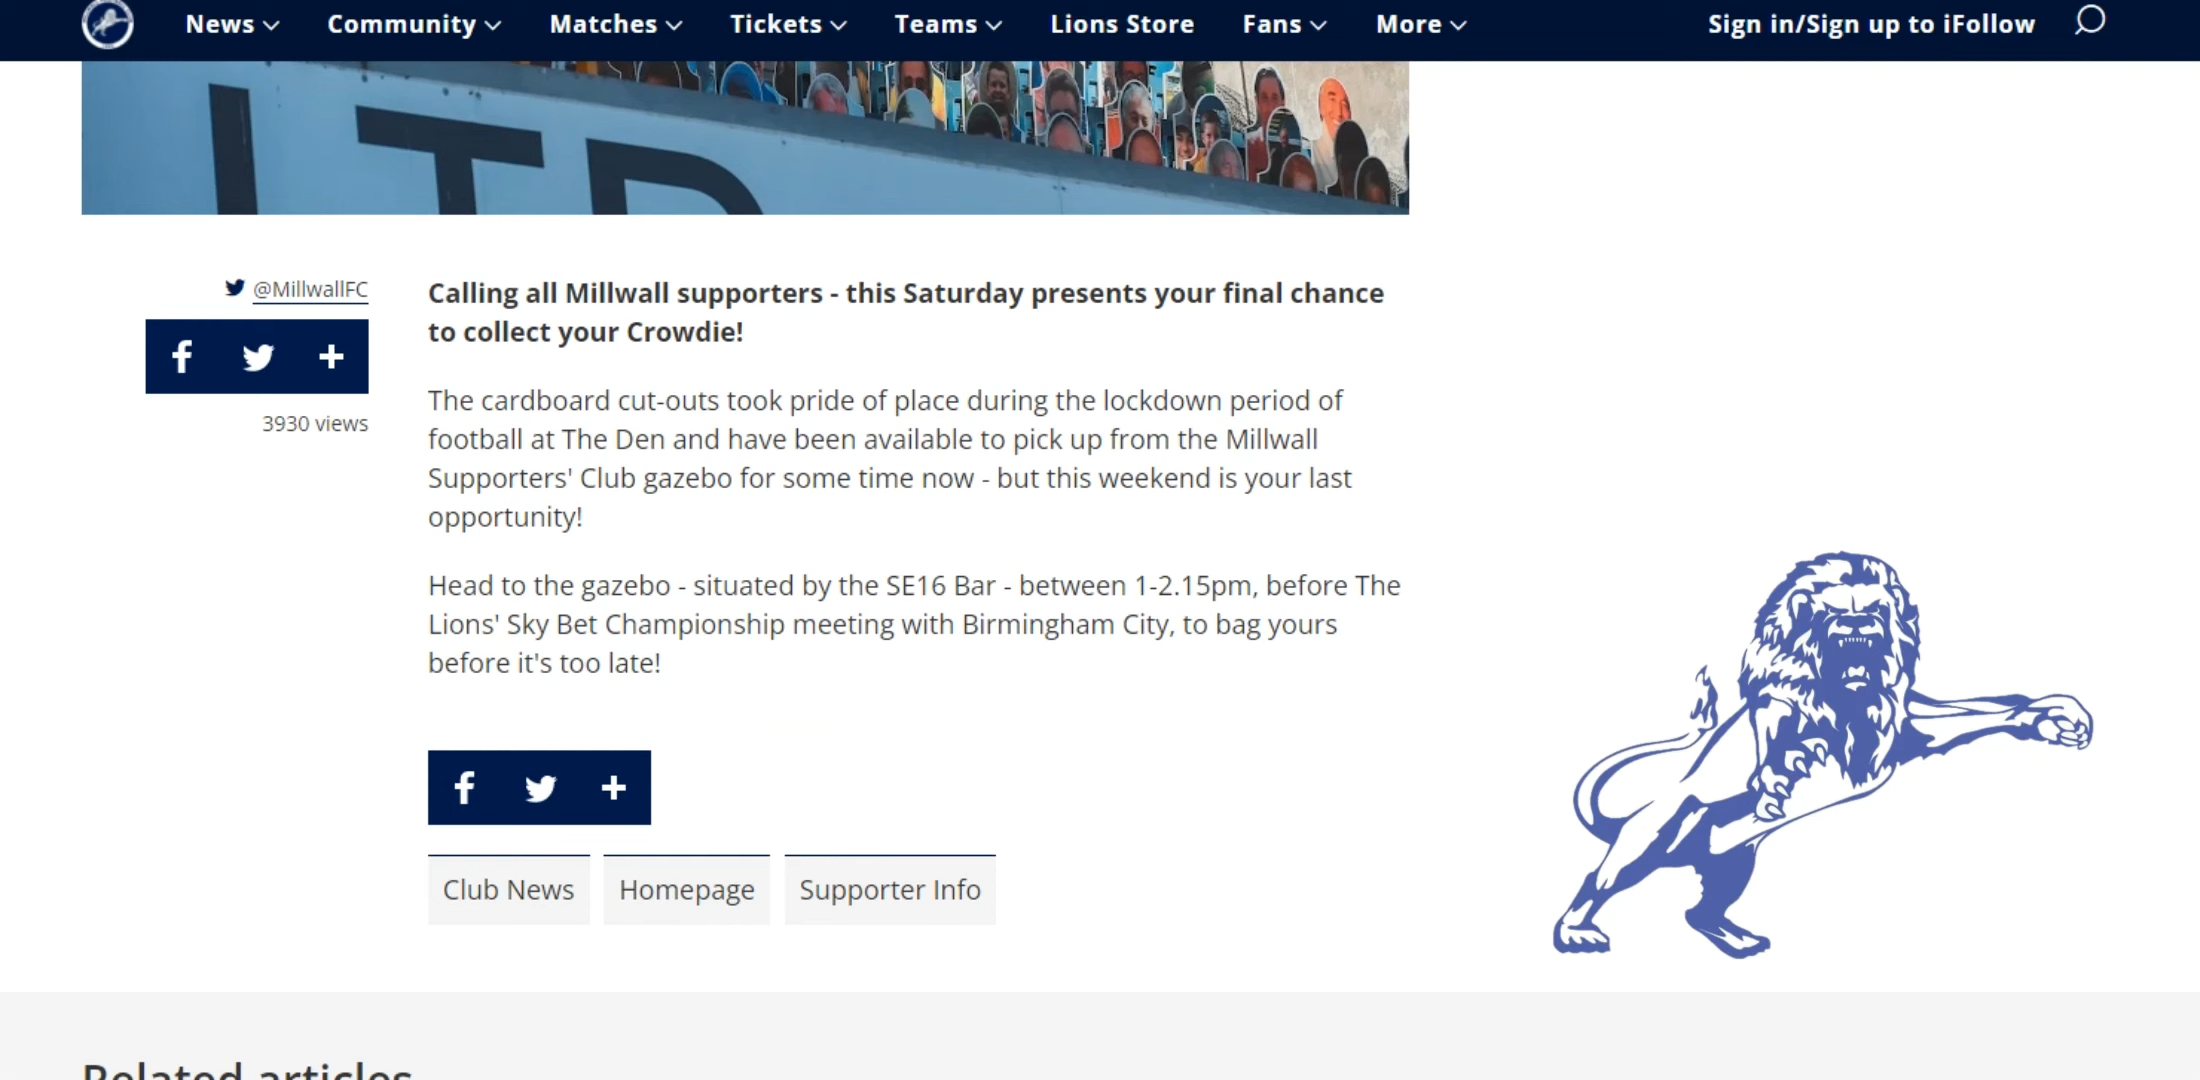 News
Community
Matches
Tickets
Teams
Lions Store
Fans
More
Sign in/Sign up to iFollow
LTD
@MillwallFC
3930 views
Calling all Millwall supporters - this Saturday presents your final chance
to collect your Crowdie!
The cardboard cut-outs took pride of place during the lockdown period of
football at The Den and have been available to pick up from the Millwall
Supporters' Club gazebo for some time now - but this weekend is your last
opportunity!
Head to the gazebo - situated by the SE16 Bar - between 1-2.15pm, before The
Lions' Sky Bet Championship meeting with Birmingham City, to bag yours
before it's too late!
Club News
Homepage
Supporter Info
Related articles